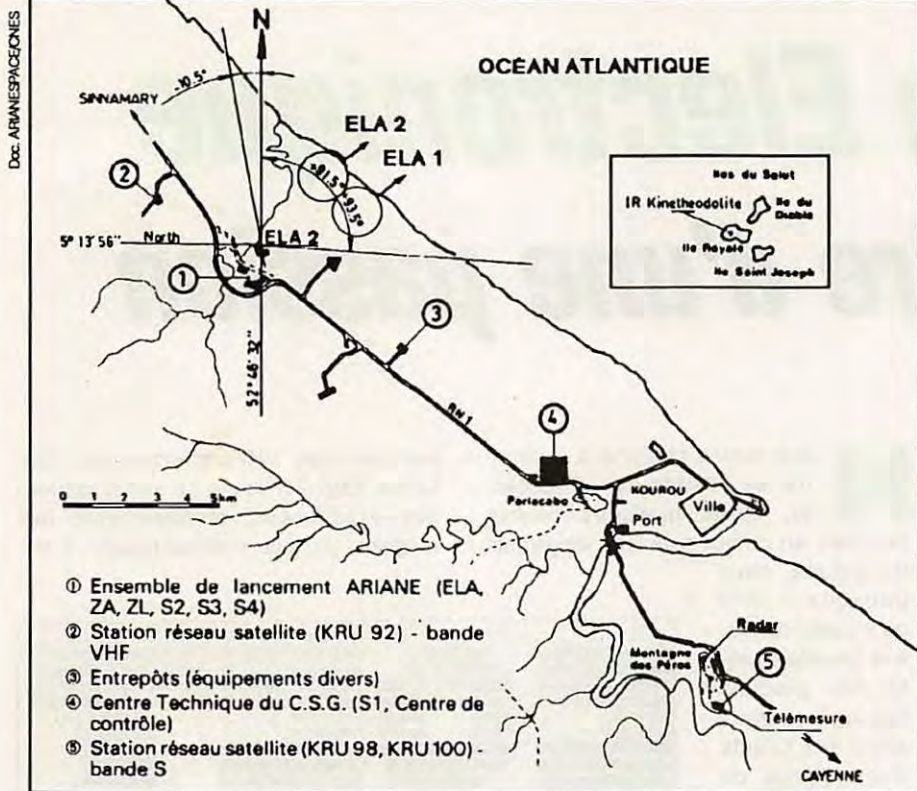 Doc. ARIANESPACE/CNES
N
OCÉAN ATLANTIQUE
-10.5°
SINNAMARY
ELA 2
ELA 1
+91.5°
+93.5°
②
Iles du Salut
IR Kinetheodolite
Ile du Diable
Ile Royale
Ile Saint Joseph
5° 13' 56"
North
ELA 2
①
③
52° 46' 32"
RN 1
④
0 1 2 3 4 5km
Pariacabo
KOUROU
Ville
Port
① Ensemble de lancement ARIANE (ELA,
ZA, ZL, S2, S3, S4)
② Station réseau satellite (KRU 92) - bande
VHF
③ Entrepôts (équipements divers)
④ Centre Technique du C.S.G. (S1, Centre de
contrôle)
⑤ Station réseau satellite (KRU 98, KRU 100) -
bande S
Radar
Montagne
des Pères
⑤
Télémesure
CAYENNE